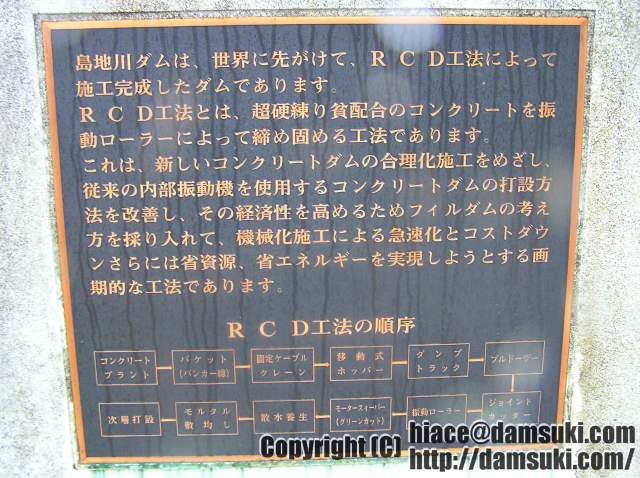 島地川ダムは、世界に先がけて、ＲＣＤ工法によって
施工完成したダムであります。
ＲＣＤ工法とは、超硬練り貧配合のコンクリートを振
動ローラーによって締め固める工法であります。
これは、新しいコンクリートダムの合理化施工をめざし、
従来の内部振動機を使用するコンクリートダムの打設方
法を改善し、その経済性を高めるためフィルダムの考え
方を採り入れて、機械化施工による急速化とコストダウ
ンさらには省資源、省エネルギーを実現しようとする画
期的な工法であります。
ＲＣＤ工法の順序
コンクリート
プラント
バケット
(バンカー線)
固定ケーブル
クレーン
移動式
ホッパー
ダンプ
トラック
ブルドーザー
ジョイント
カッター
振動ローラー
モータースイーパー
(グリーンカット)
散水養生
モルタル
敷均し
次層打設
Copyright (C) hiace@damsuki.com
http://damsuki.com/